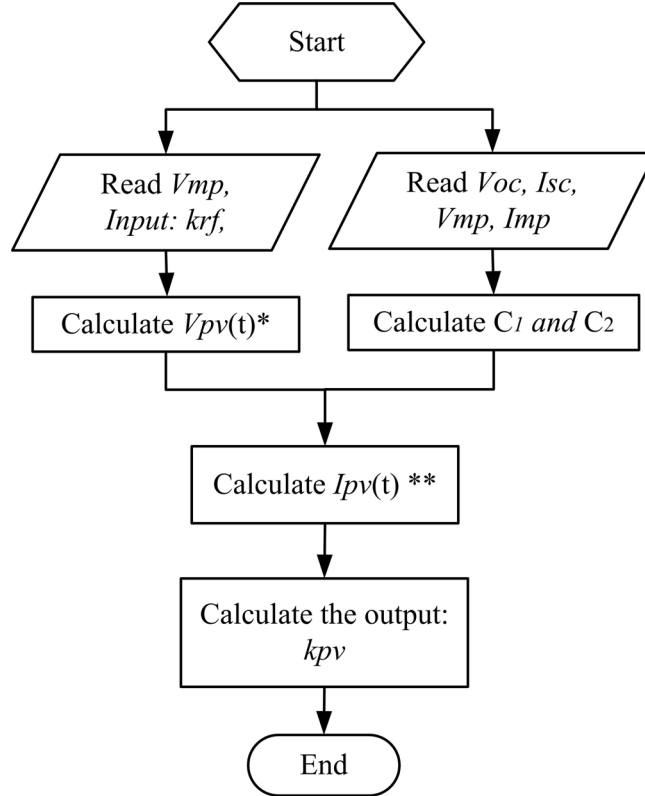 Start
Read Vmp,
Input: krf,
Read Voc, Isc,
Vmp, Imp
Calculate Vpv(t)*
Calculate C1 and C2
Calculate Ipv(t) **
Calculate the output:
kpv
End